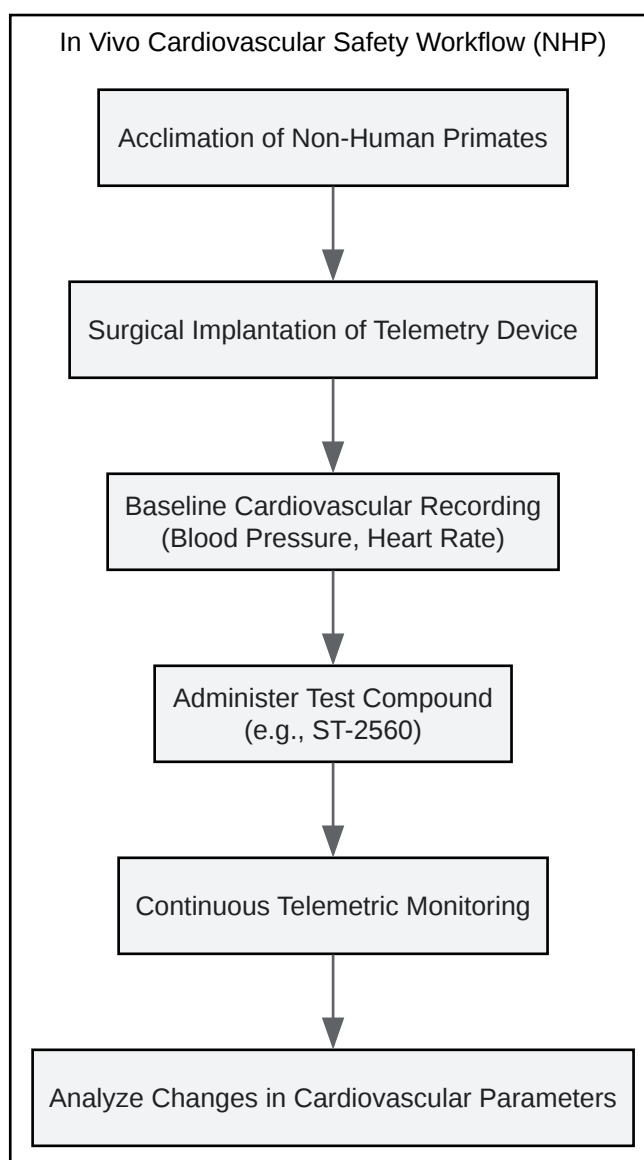 In Vivo Cardiovascular Safety Workflow (NHP)
Acclimation of Non-Human Primates
Surgical Implantation of Telemetry Device
Baseline Cardiovascular Recording
(Blood Pressure, Heart Rate)
Administer Test Compound
(e.g., ST-2560)
Continuous Telemetric Monitoring
Analyze Changes in Cardiovascular Parameters